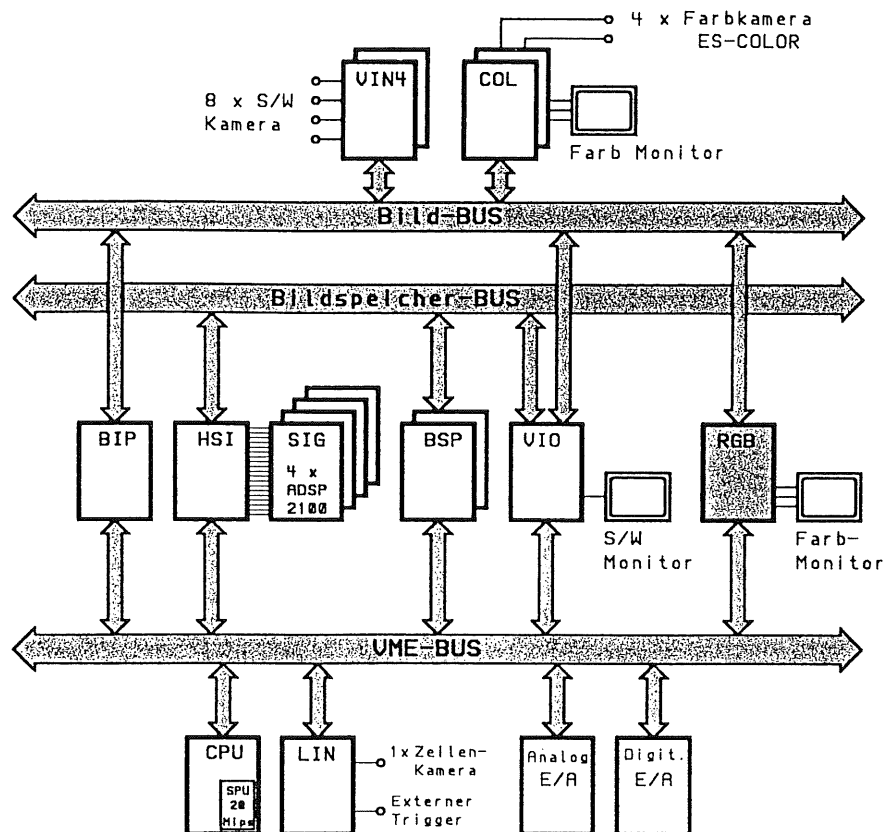 4 x Farbkamera
ES-COLOR
VIN4
COL
8 x S/W
Kamera
Farb Monitor
Bild-BUS
Bildspeicher-BUS
BIP
HSI
SIG
4 x
ADSP
2100
BSP
VIO
RGB
S/W
Monitor
Farb-
Monitor
VME-BUS
CPU
SPU
20
Mips
LIN
1xZeilen-
Kamera
Externer
Trigger
Analog
E/A
Digit.
E/A